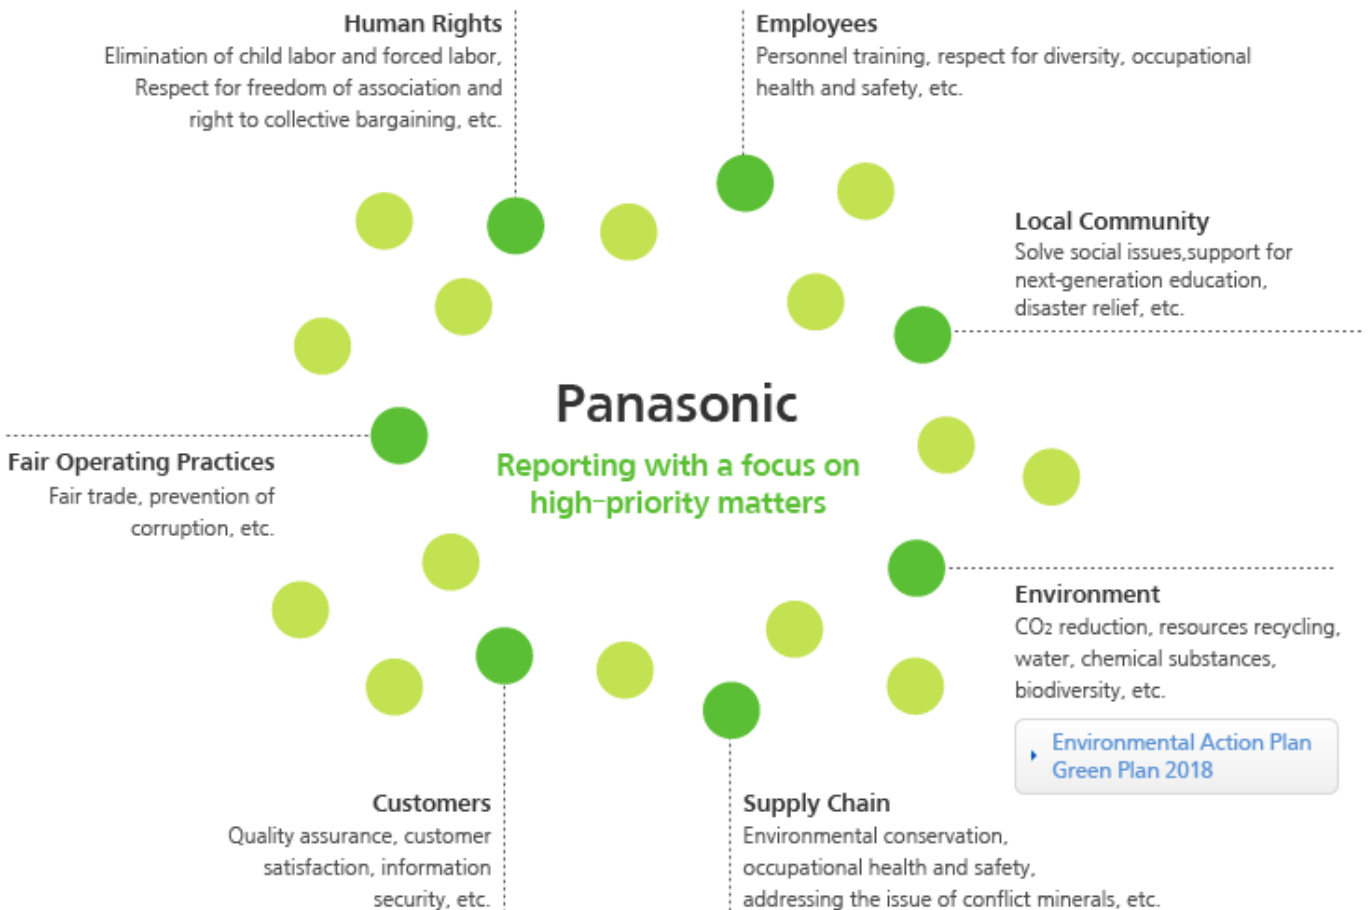 Human Rights
Elimination of child labor and forced labor,
Respect for freedom of association and
right to collective bargaining, etc.
Employees
Personnel training, respect for diversity, occupational
health and safety, etc.
Local Community
Solve social issues,support for
next-generation education,
disaster relief, etc.
Panasonic
Reporting with a focus on
high-priority matters
Fair Operating Practices
Fair trade, prevention of
corruption, etc.
Environment
CO2 reduction, resources recycling,
water, chemical substances,
biodiversity, etc.
Environmental Action Plan
Green Plan 2018
Customers
Quality assurance, customer
satisfaction, information
security, etc.
Supply Chain
Environmental conservation,
occupational health and safety,
addressing the issue of conflict minerals, etc.